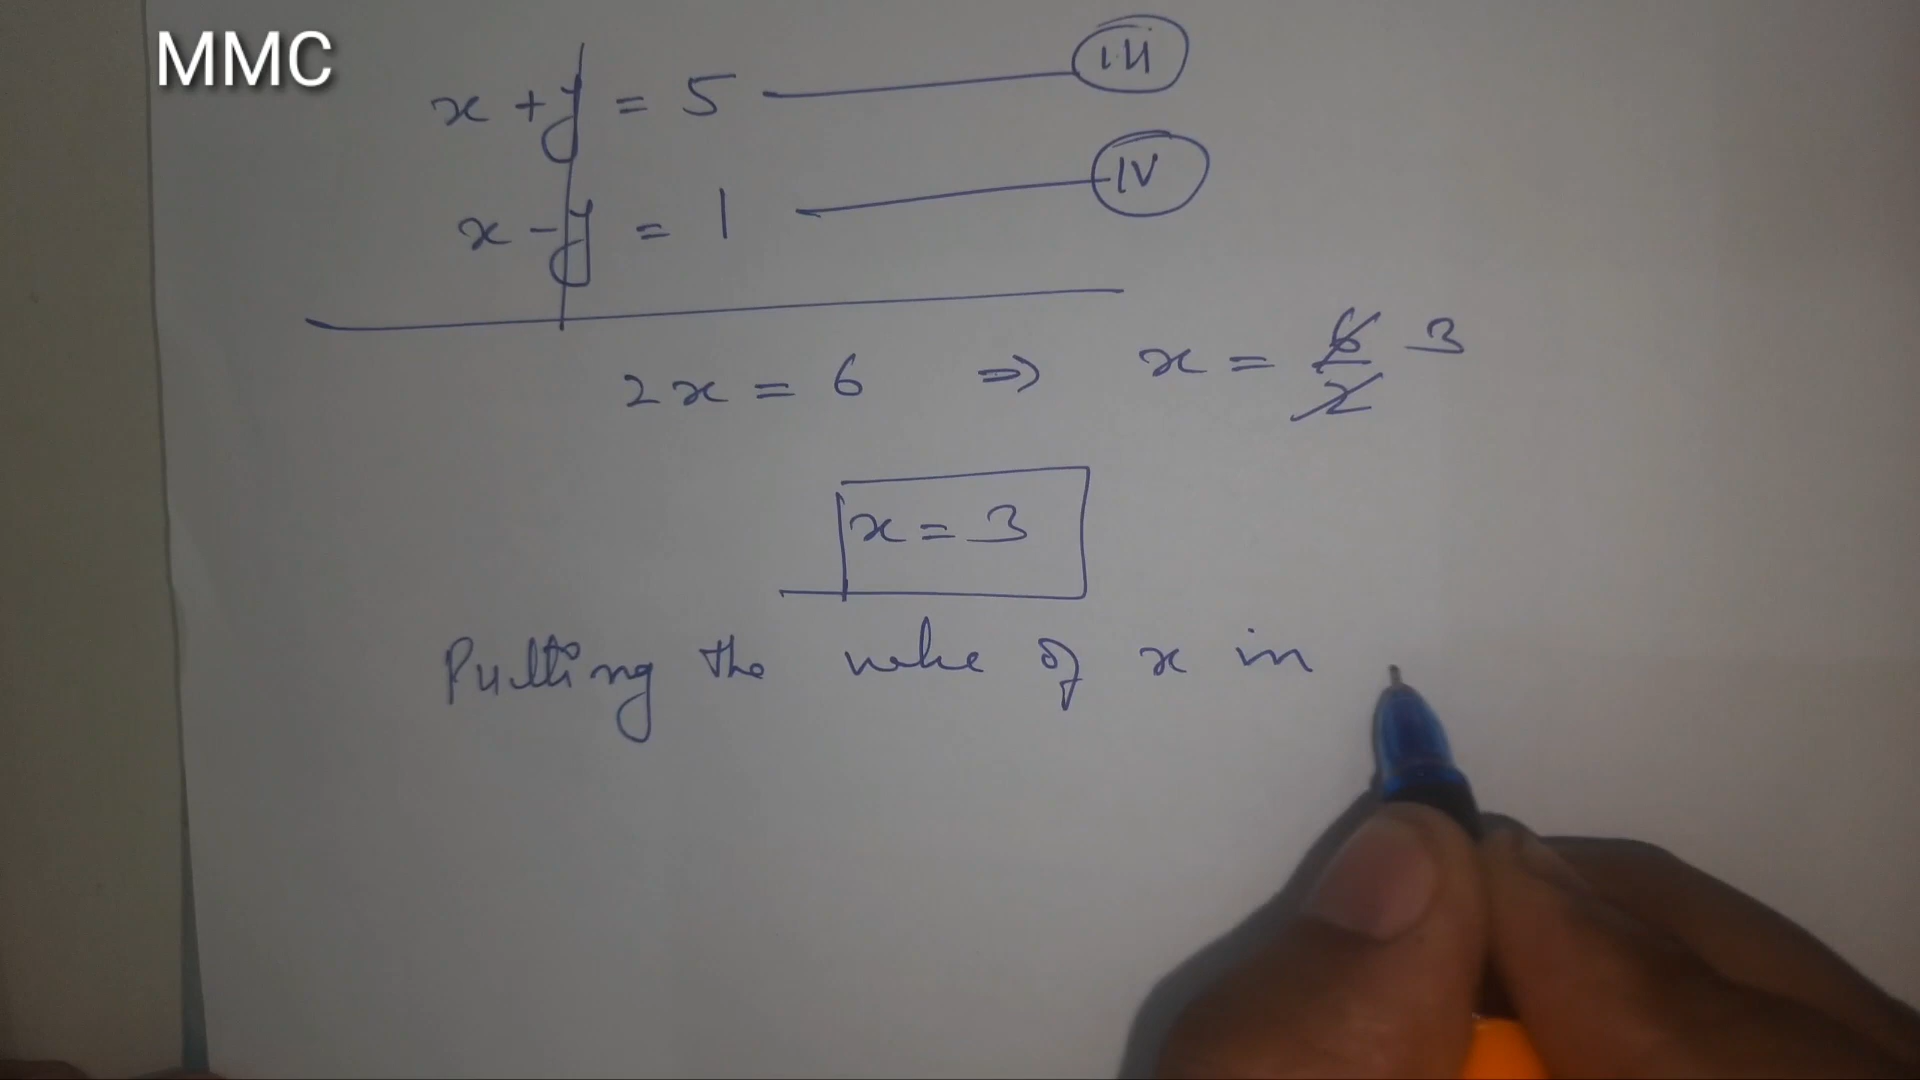 MMC
x + y = 5 III
x - y = 1 IV
2x = 6 ⇒ x = 6/2 3
x = 3
Putting the value of x in